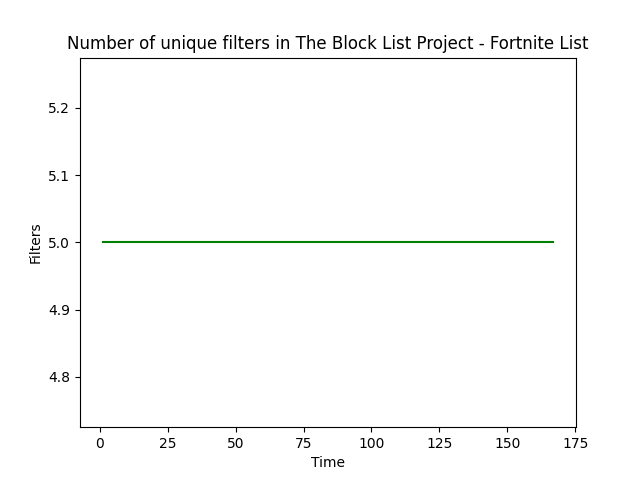 Number of unique filters in The Block List Project - Fortnite List
5.2
5.1
5.0
4.9
4.8
Filters
0 25 50 75 100 125 150 175
Time